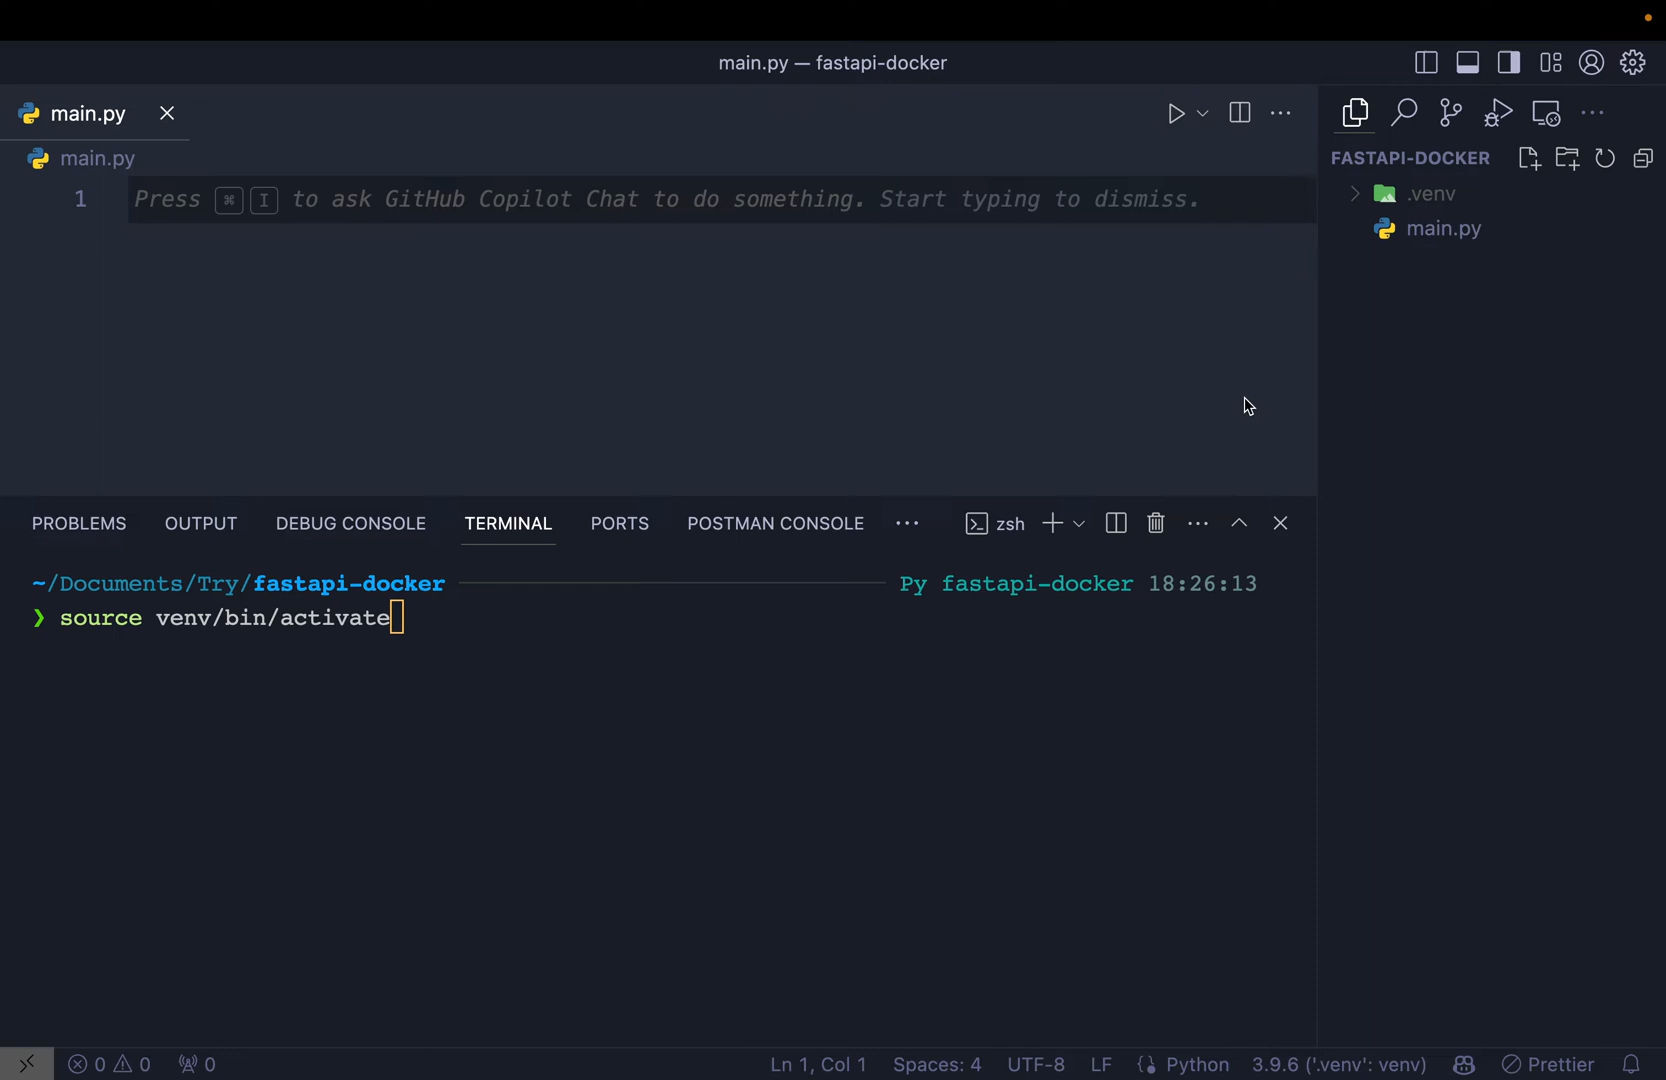 main.py — fastapi-docker
main.py
main.py
1 Press ⌘ I to ask GitHub Copilot Chat to do something. Start typing to dismiss.
FASTAPI-DOCKER
.venv
main.py
PROBLEMS OUTPUT DEBUG CONSOLE TERMINAL PORTS POSTMAN CONSOLE ... zsh
~/Documents/Try/fastapi-docker Py fastapi-docker 18:26:13
❯ source venv/bin/activate
0 0 0 Ln 1, Col 1 Spaces: 4 UTF-8 LF {} Python 3.9.6 ('.venv': venv) Prettier